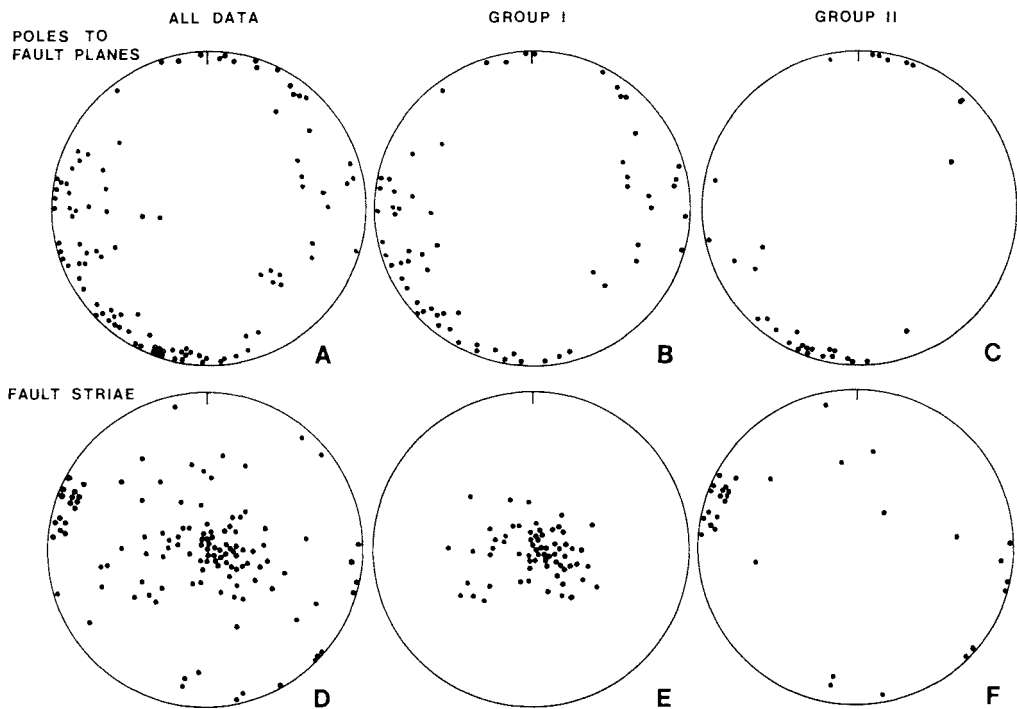 ALL DATA
GROUP I
GROUP II
POLES TO
FAULT PLANES
A
B
C
FAULT STRIAE
D
E
F